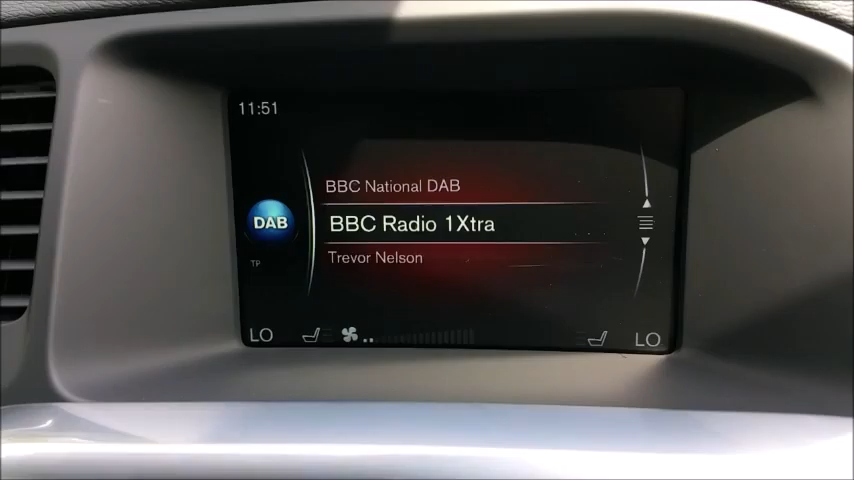 11:51
BBC National DAB
DAB
BBC Radio 1Xtra
TP
Trevor Nelson
LO
LO